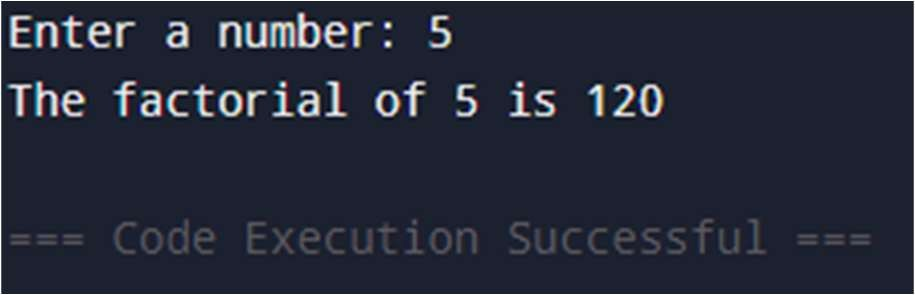 Enter a number: 5
The factorial of 5 is 120
=== Code Execution Successful ===